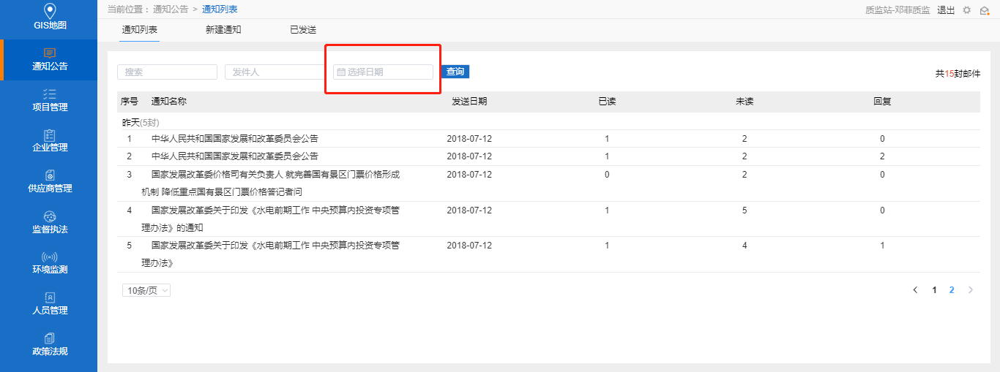 GIS地图
通知公告
项目管理
企业管理
供应商管理
监督执法
环境监测
人员管理
政策法规
当前位置： 通知公告 > 通知列表
质监站-邓菲质监 退出
通知列表 新建通知 已发送
搜索 发件人 选择日期 查询
共15封邮件
序号 通知名称 发送日期 已读 未读 回复
昨天(5封)
1 中华人民共和国国家发展和改革委员会公告 2018-07-12 1 2 0
2 中华人民共和国国家发展和改革委员会公告 2018-07-12 1 2 2
3 国家发展改革委价格司有关负责人 就完善国有景区门票价格形成 2018-07-12 0 2 0
机制 降低重点国有景区门票价格答记者问
4 国家发展改革委关于印发《水电前期工作 中央预算内投资专项管 2018-07-12 1 5 0
理办法》的通知
5 国家发展改革委关于印发《水电前期工作 中央预算内投资专项管 2018-07-12 1 4 1
理办法》
10条/页 1 2